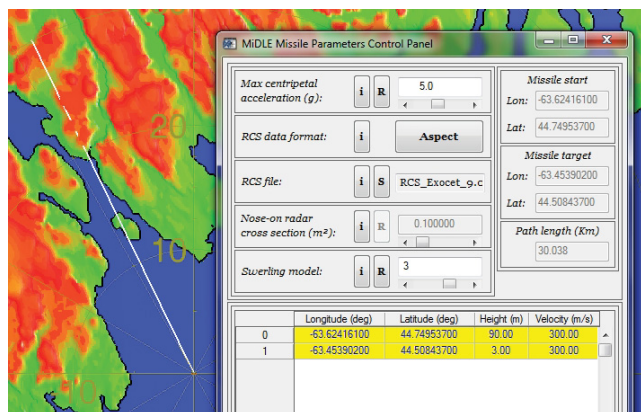 20
10
10
MiDLE Missile Parameters Control Panel
Max centripetal
acceleration (g):
i R
5.0
RCS data format:
i
Aspect
RCS file:
i S
RCS_Exocet_9.c
Nose-on radar
cross section (m²):
i R
0.100000
Swerling model:
i R
3
Missile start
Lon: -63.62416100
Lat: 44.74953700
Missile target
Lon: -63.45390200
Lat: 44.50843700
Path length (Km)
30.038
Longitude (deg) Latitude (deg) Height (m) Velocity (m/s)
0 -63.62416100 44.74953700 90.00 300.00
1 -63.45390200 44.50843700 3.00 300.00